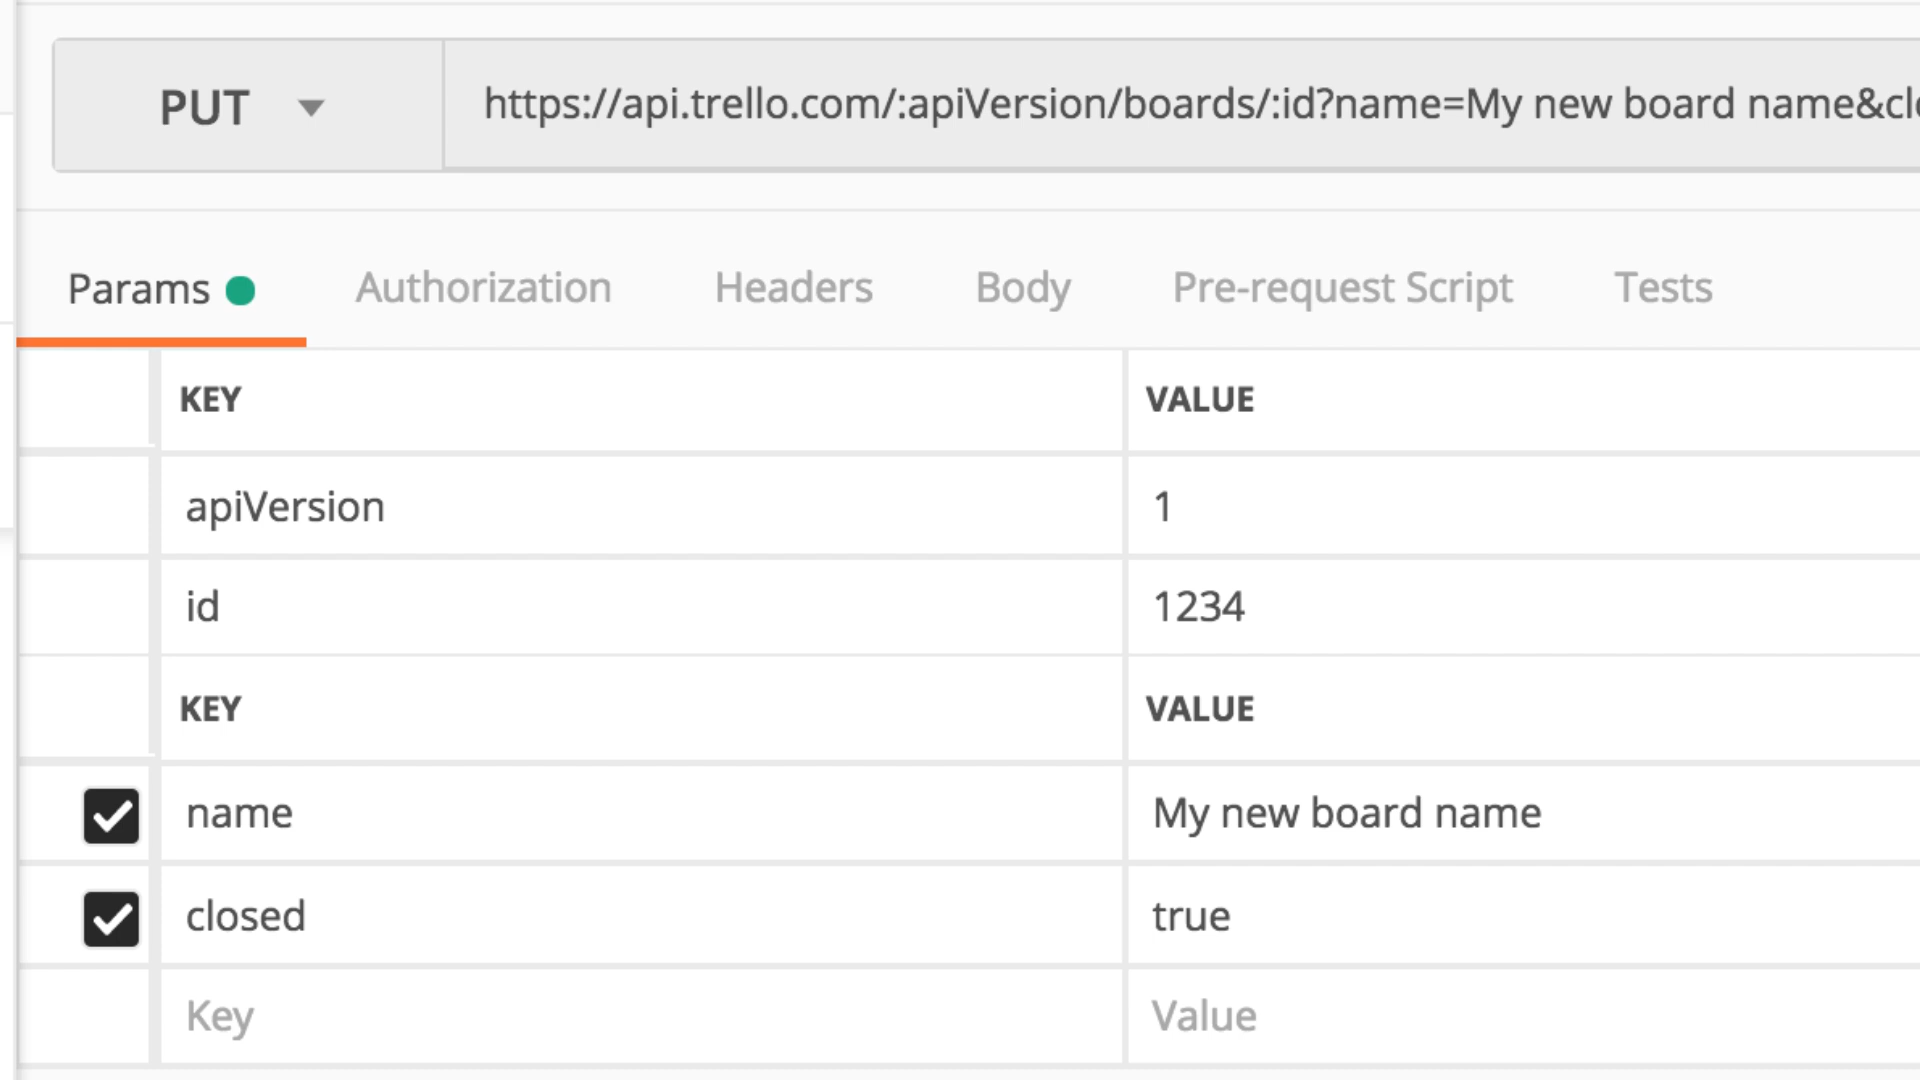 PUT https://api.trello.com/:apiVersion/boards/:id?name=My new board name&clo
Params Authorization Headers Body Pre-request Script Tests
KEY VALUE
apiVersion 1
id 1234
KEY VALUE
name My new board name
closed true
Key Value